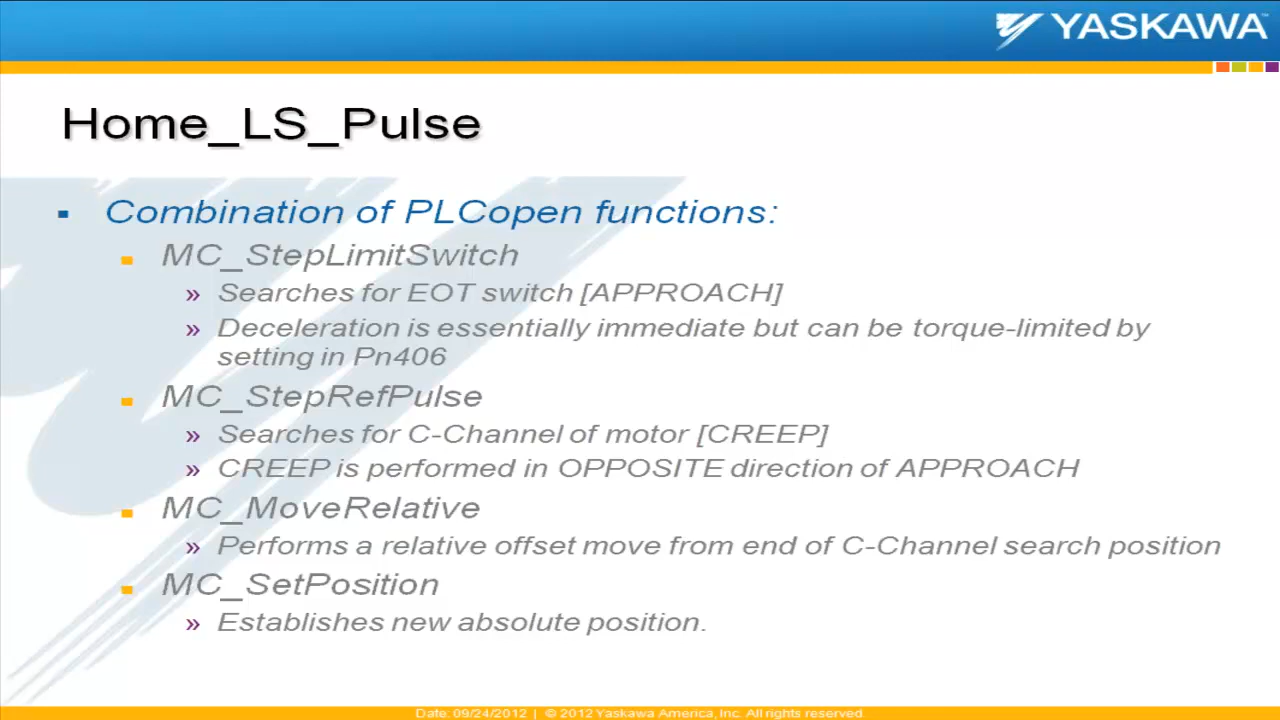 YASKAWA
Home_LS_Pulse
Combination of PLCopen functions:
MC_StepLimitSwitch
» Searches for EOT switch [APPROACH]
» Deceleration is essentially immediate but can be torque-limited by
setting in Pn406
MC_StepRefPulse
» Searches for C-Channel of motor [CREEP]
» CREEP is performed in OPPOSITE direction of APPROACH
MC_MoveRelative
» Performs a relative offset move from end of C-Channel search position
MC_SetPosition
» Establishes new absolute position.
Date: 09/24/2012 | © 2012 Yaskawa America, Inc. All rights reserved